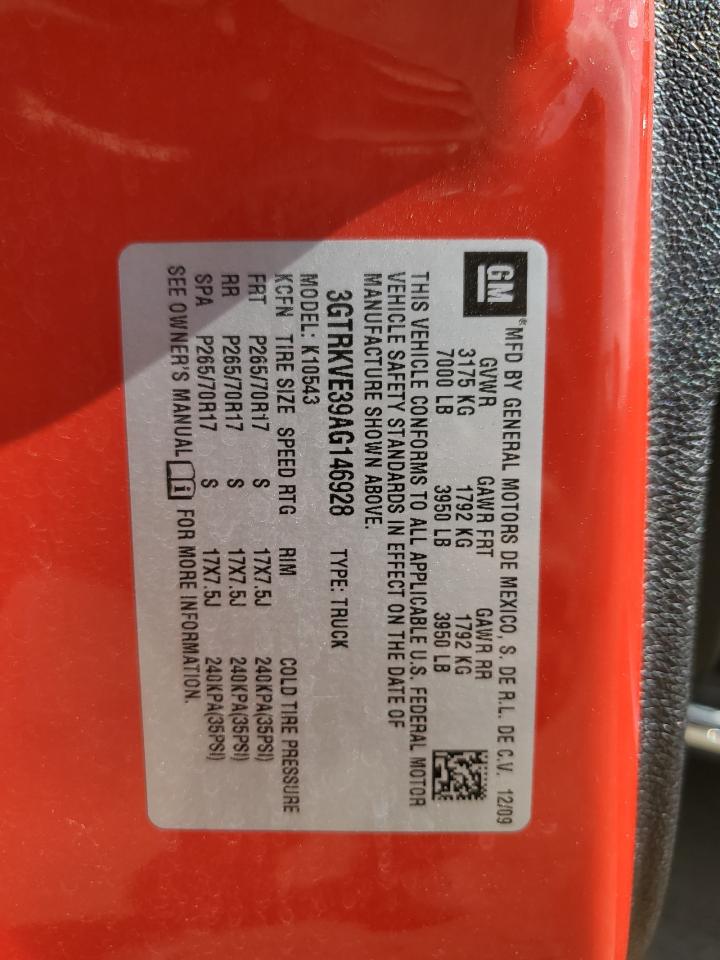 GM
*MFD BY GENERAL MOTORS DE MEXICO, S. DE R.L. DE C.V. 12/09
GVWR GAWR FRT GAWR RR
3175 KG 1792 KG 1792 KG
7000 LB 3950 LB 3950 LB
THIS VEHICLE CONFORMS TO ALL APPLICABLE U.S. FEDERAL MOTOR
VEHICLE SAFETY STANDARDS IN EFFECT ON THE DATE OF
MANUFACTURE SHOWN ABOVE.
3GTRKVE39AG146928 TYPE: TRUCK
MODEL: K10543
KCFN TIRE SIZE SPEED RTG RIM COLD TIRE PRESSURE
FRT P265/70R17 S 17X7.5J 240KPA(35PSI)
RR P265/70R17 S 17X7.5J 240KPA(35PSI)
SPA P265/70R17 S 17X7.5J 240KPA(35PSI)
SEE OWNER'S MANUAL i FOR MORE INFORMATION.